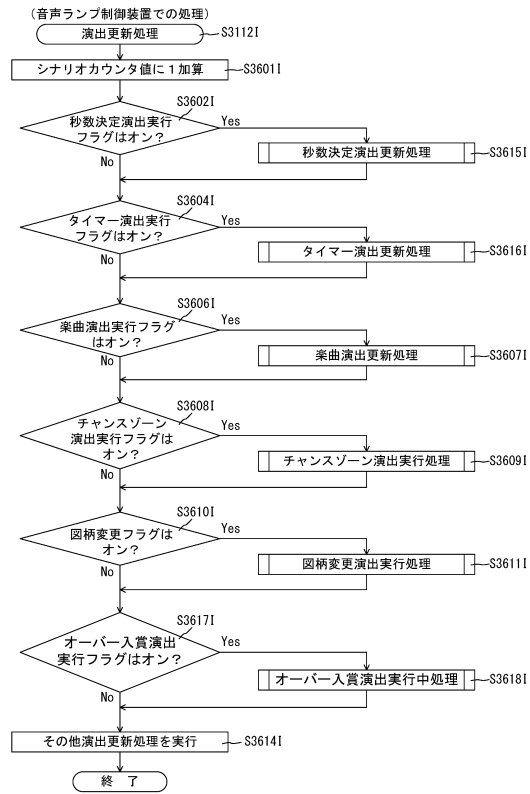 (音声ランプ制御装置での処理)
演出更新処理
S3112I
シナリオカウンタ値に1加算
S3601I
S3602I
秒数決定演出実行
フラグはオン?
Yes
No
秒数決定演出更新処理
S3615I
S3604I
タイマー演出実行
フラグはオン?
Yes
No
タイマー演出更新処理
S3616I
S3606I
楽曲演出実行フラグ
はオン?
Yes
No
楽曲演出更新処理
S3607I
S3608I
チャンスゾーン
演出実行フラグは
オン?
Yes
No
チャンスゾーン演出実行処理
S3609I
S3610I
図柄変更フラグは
オン?
Yes
No
図柄変更演出実行処理
S3611I
S3617I
オーバー入賞演出
実行フラグはオン?
Yes
No
オーバー入賞演出実行中処理
S3618I
その他演出更新処理を実行
S3614I
終 了